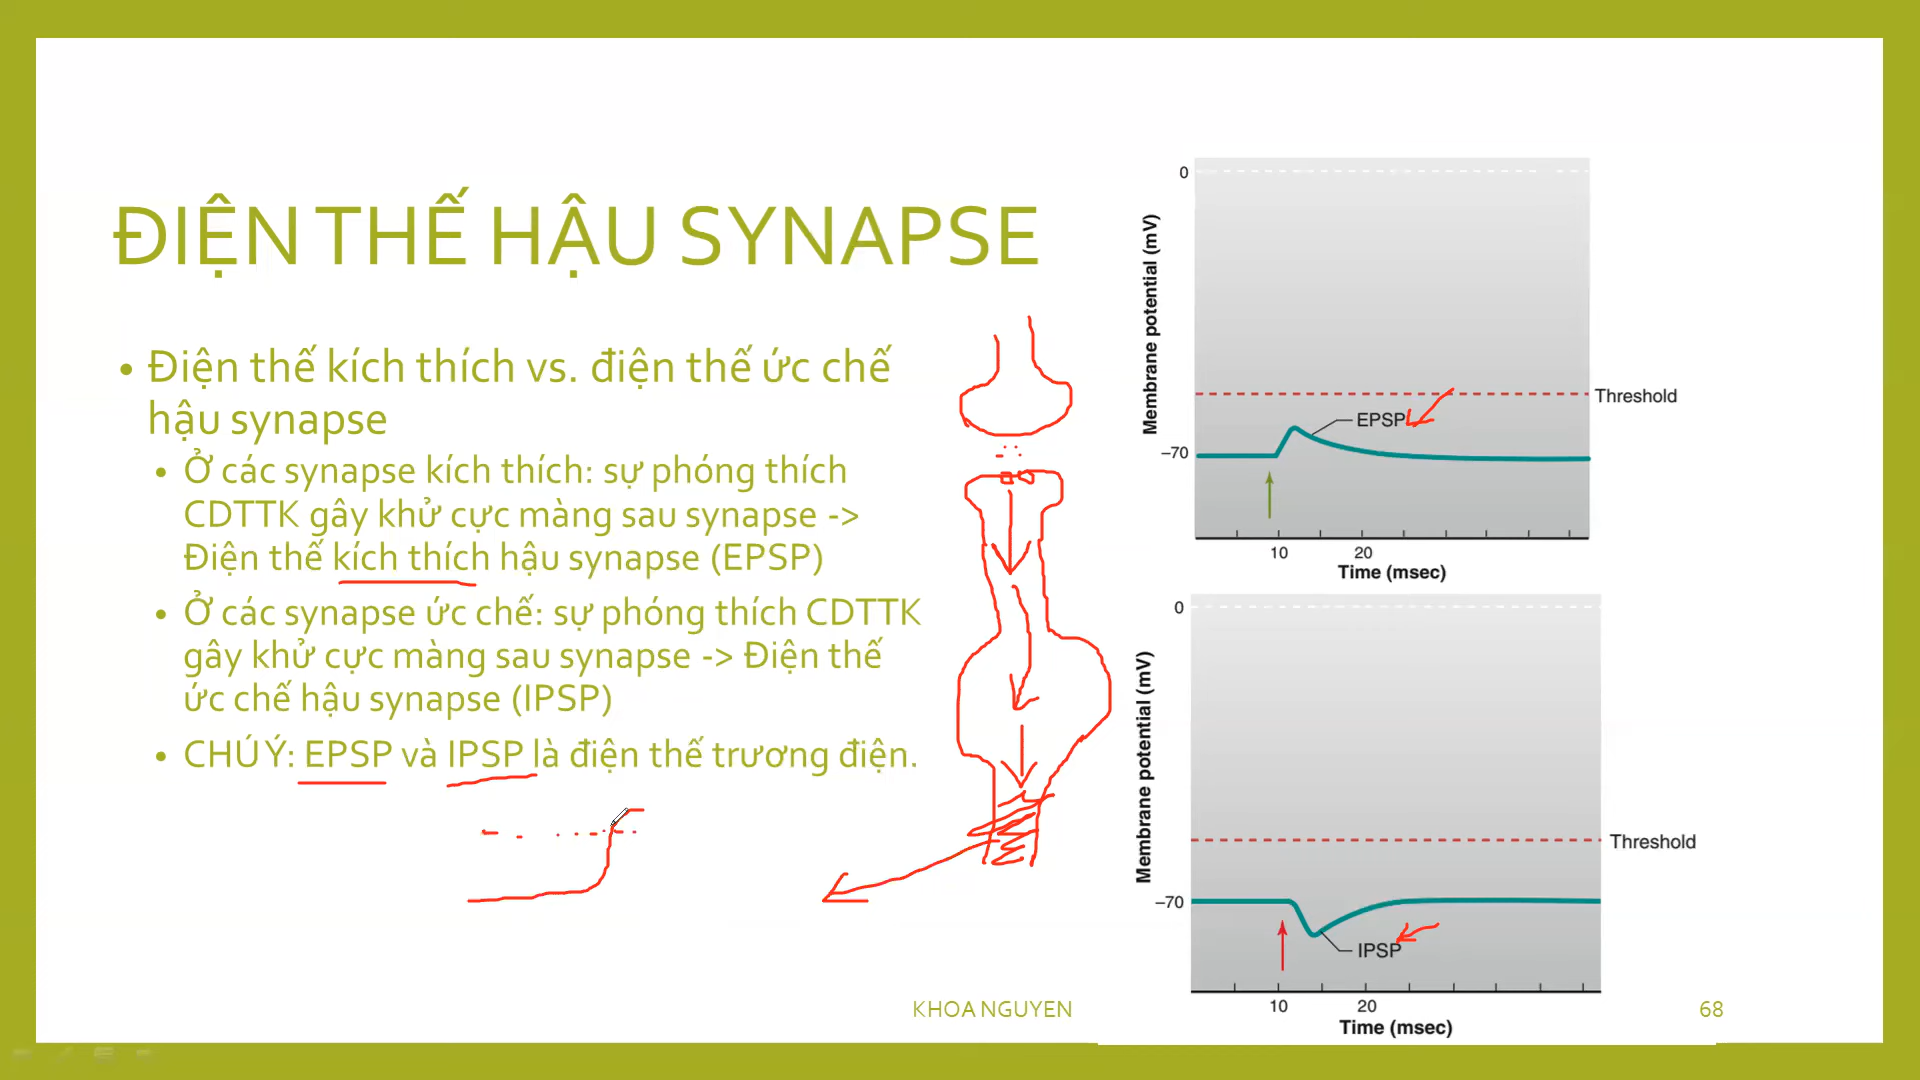 ĐIỆN THẾ HẬU SYNAPSE
• Điện thế kích thích vs. điện thế ức chế
hậu synapse
• Ở các synapse kích thích: sự phóng thích
CDTTK gây khử cực màng sau synapse ->
Điện thế kích thích hậu synapse (EPSP)
• Ở các synapse ức chế: sự phóng thích CDTTK
gây khử cực màng sau synapse -> Điện thế
ức chế hậu synapse (IPSP)
• CHÚ Ý: EPSP và IPSP là điện thế trương điện.
Membrane potential (mV)
0
Threshold
EPSP
–70
10 20
Time (msec)
Membrane potential (mV)
0
Threshold
–70
IPSP
10 20
Time (msec)
KHOA NGUYEN
68